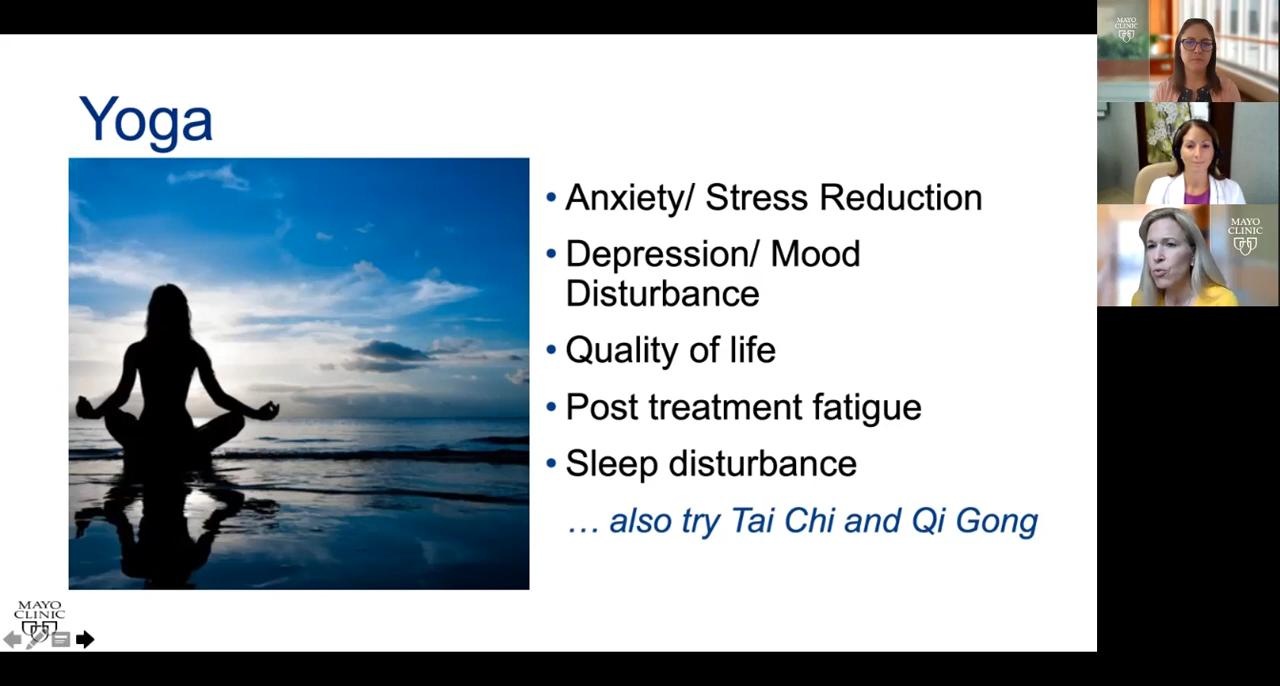 Yoga
• Anxiety/ Stress Reduction
• Depression/ Mood
Disturbance
• Quality of life
• Post treatment fatigue
• Sleep disturbance
… also try Tai Chi and Qi Gong
MAYO
CLINIC
MAYO
CLINIC
MAYO
CLINIC